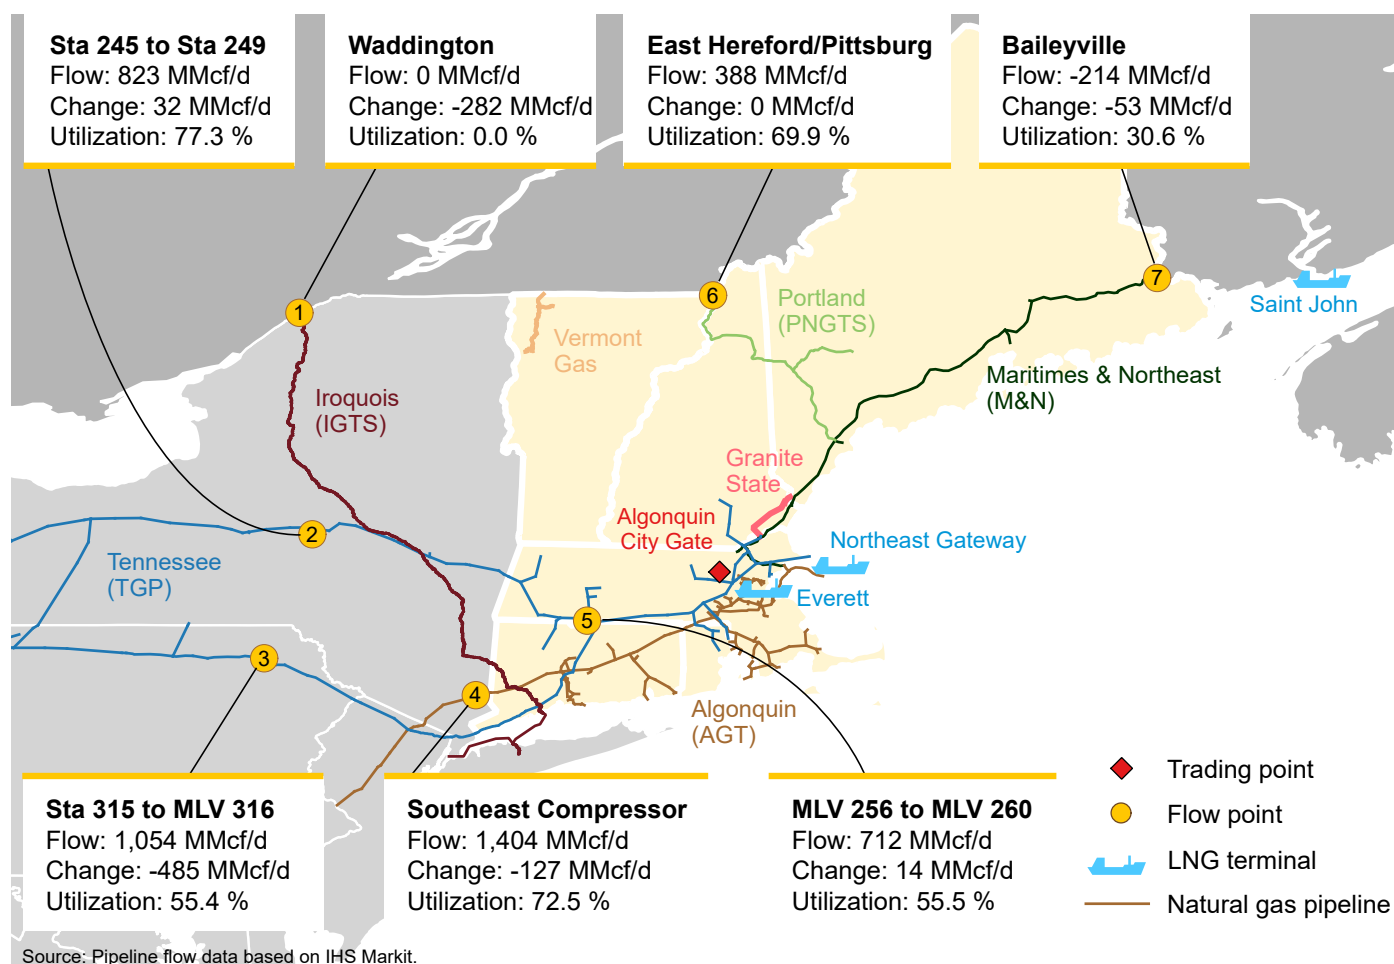 Sta 245 to Sta 249
Flow: 823 MMcf/d
Change: 32 MMcf/d
Utilization: 77.3 %
Waddington
Flow: 0 MMcf/d
Change: -282 MMcf/d
Utilization: 0.0 %
East Hereford/Pittsburg
Flow: 388 MMcf/d
Change: 0 MMcf/d
Utilization: 69.9 %
Baileyville
Flow: -214 MMcf/d
Change: -53 MMcf/d
Utilization: 30.6 %
7
6
1
Portland
(PNGTS)
Saint John
Vermont
Gas
Iroquois
(IGTS)
Maritimes & Northeast
(M&N)
Granite
State
Algonquin
City Gate
2
Northeast Gateway
Tennessee
(TGP)
Everett
5
3
4
Algonquin
(AGT)
Sta 315 to MLV 316
Flow: 1,054 MMcf/d
Change: -485 MMcf/d
Utilization: 55.4 %
Southeast Compressor
Flow: 1,404 MMcf/d
Change: -127 MMcf/d
Utilization: 72.5 %
MLV 256 to MLV 260
Flow: 712 MMcf/d
Change: 14 MMcf/d
Utilization: 55.5 %
Trading point
Flow point
LNG terminal
Natural gas pipeline
Source: Pipeline flow data based on IHS Markit.